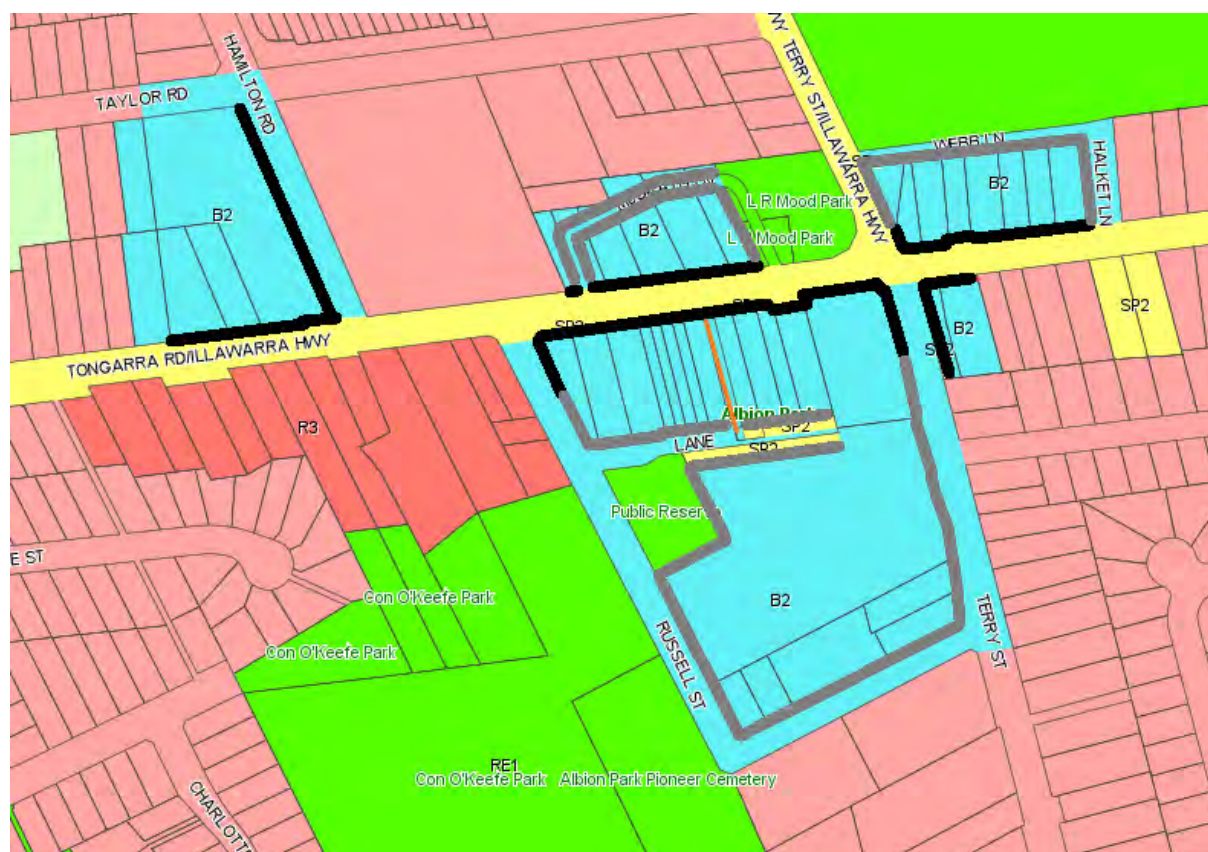 HAMILTON RD
TAYLOR RD
TERRY ST/ILLAWARRA HWY
WEBB LN
HALKET LN
B2
B2
B2
L R Mood Park
L R Mood Park
B2
SP2
TONGARRA RD/ILLAWARRA HWY
R3
Albion Park
LANE
SP2
SP2
Public Reserve
E ST
Con O'Keefe Park
Con O'Keefe Park
B2
TERRY ST
RUSSELL ST
RE1
Con O'Keefe Park
Albion Park Pioneer Cemetery
CHARLOTT